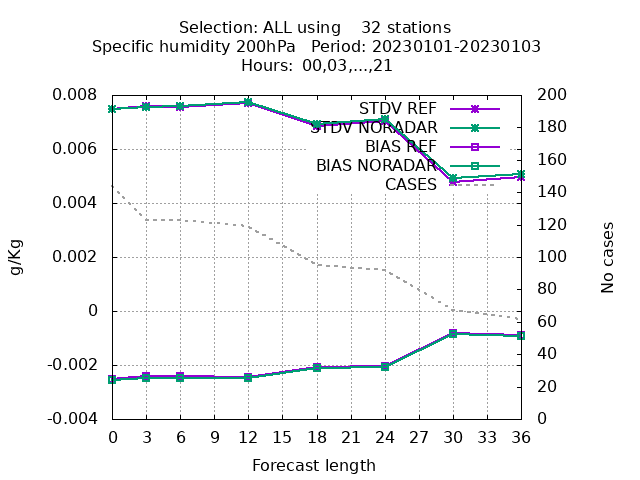 Selection: ALL using 32 stations
Specific humidity 200hPa Period: 20230101-20230103
Hours: 00,03,...,21
STDV REF
STDV NORADAR
BIAS REF
BIAS NORADAR
CASES
g/Kg
0.008
0.006
0.004
0.002
0
-0.002
-0.004
200
180
160
140
120
100
80
60
40
20
0
No cases
0 3 6 9 12 15 18 21 24 27 30 33 36
Forecast length